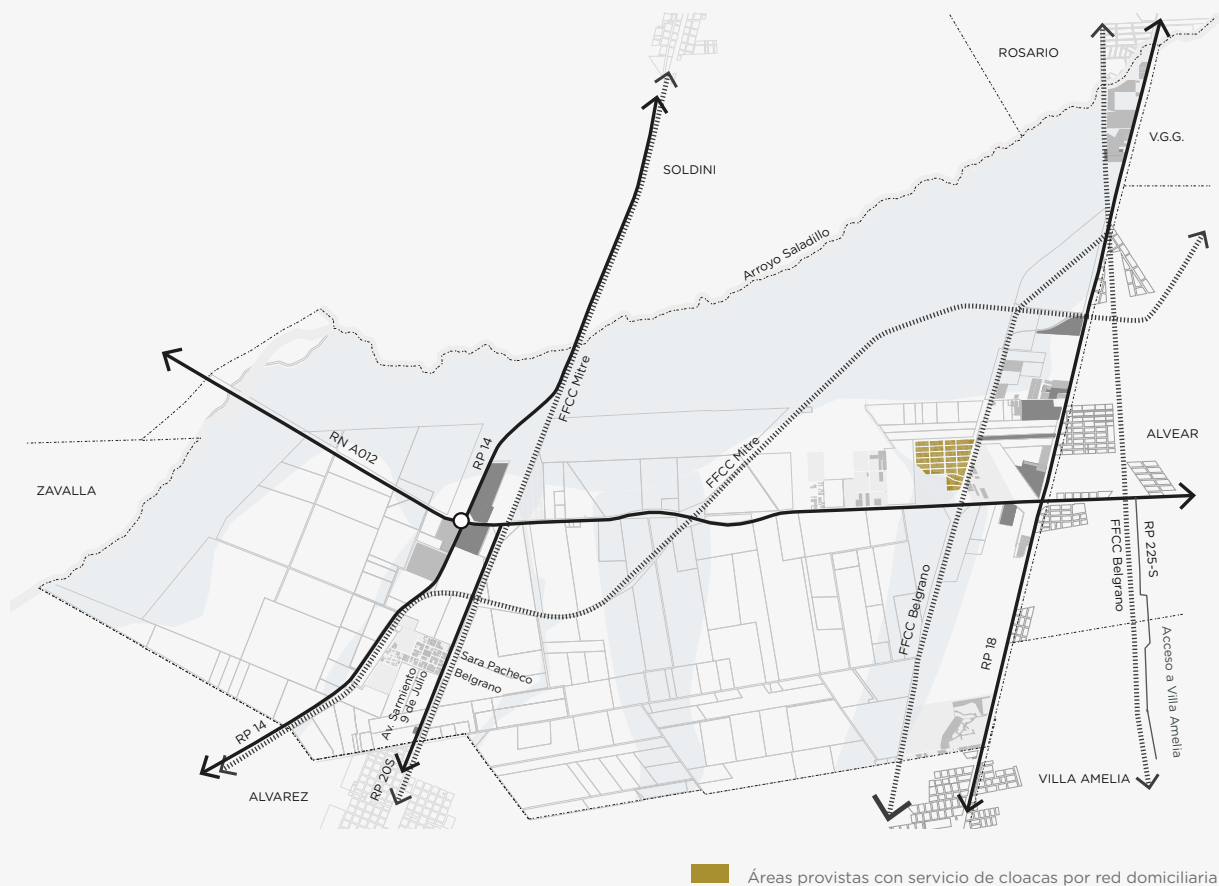 ROSARIO
V.G.G.
SOLDINI
Arroyo Saladillo
FFCC Mitre
RN A012
RP 14
FFCC Mitre
ALVEAR
ZAVALLA
FFCC Belgrano
RP 225-S
FFCC Belgrano
RP 18
Acceso a Villa Amelia
Sara Pacheco
Belgrano
Av. Sarmiento
9 de Julio
RP 14
RP 20S
ALVAREZ
VILLA AMELIA
Áreas provistas con servicio de cloacas por red domiciliaria